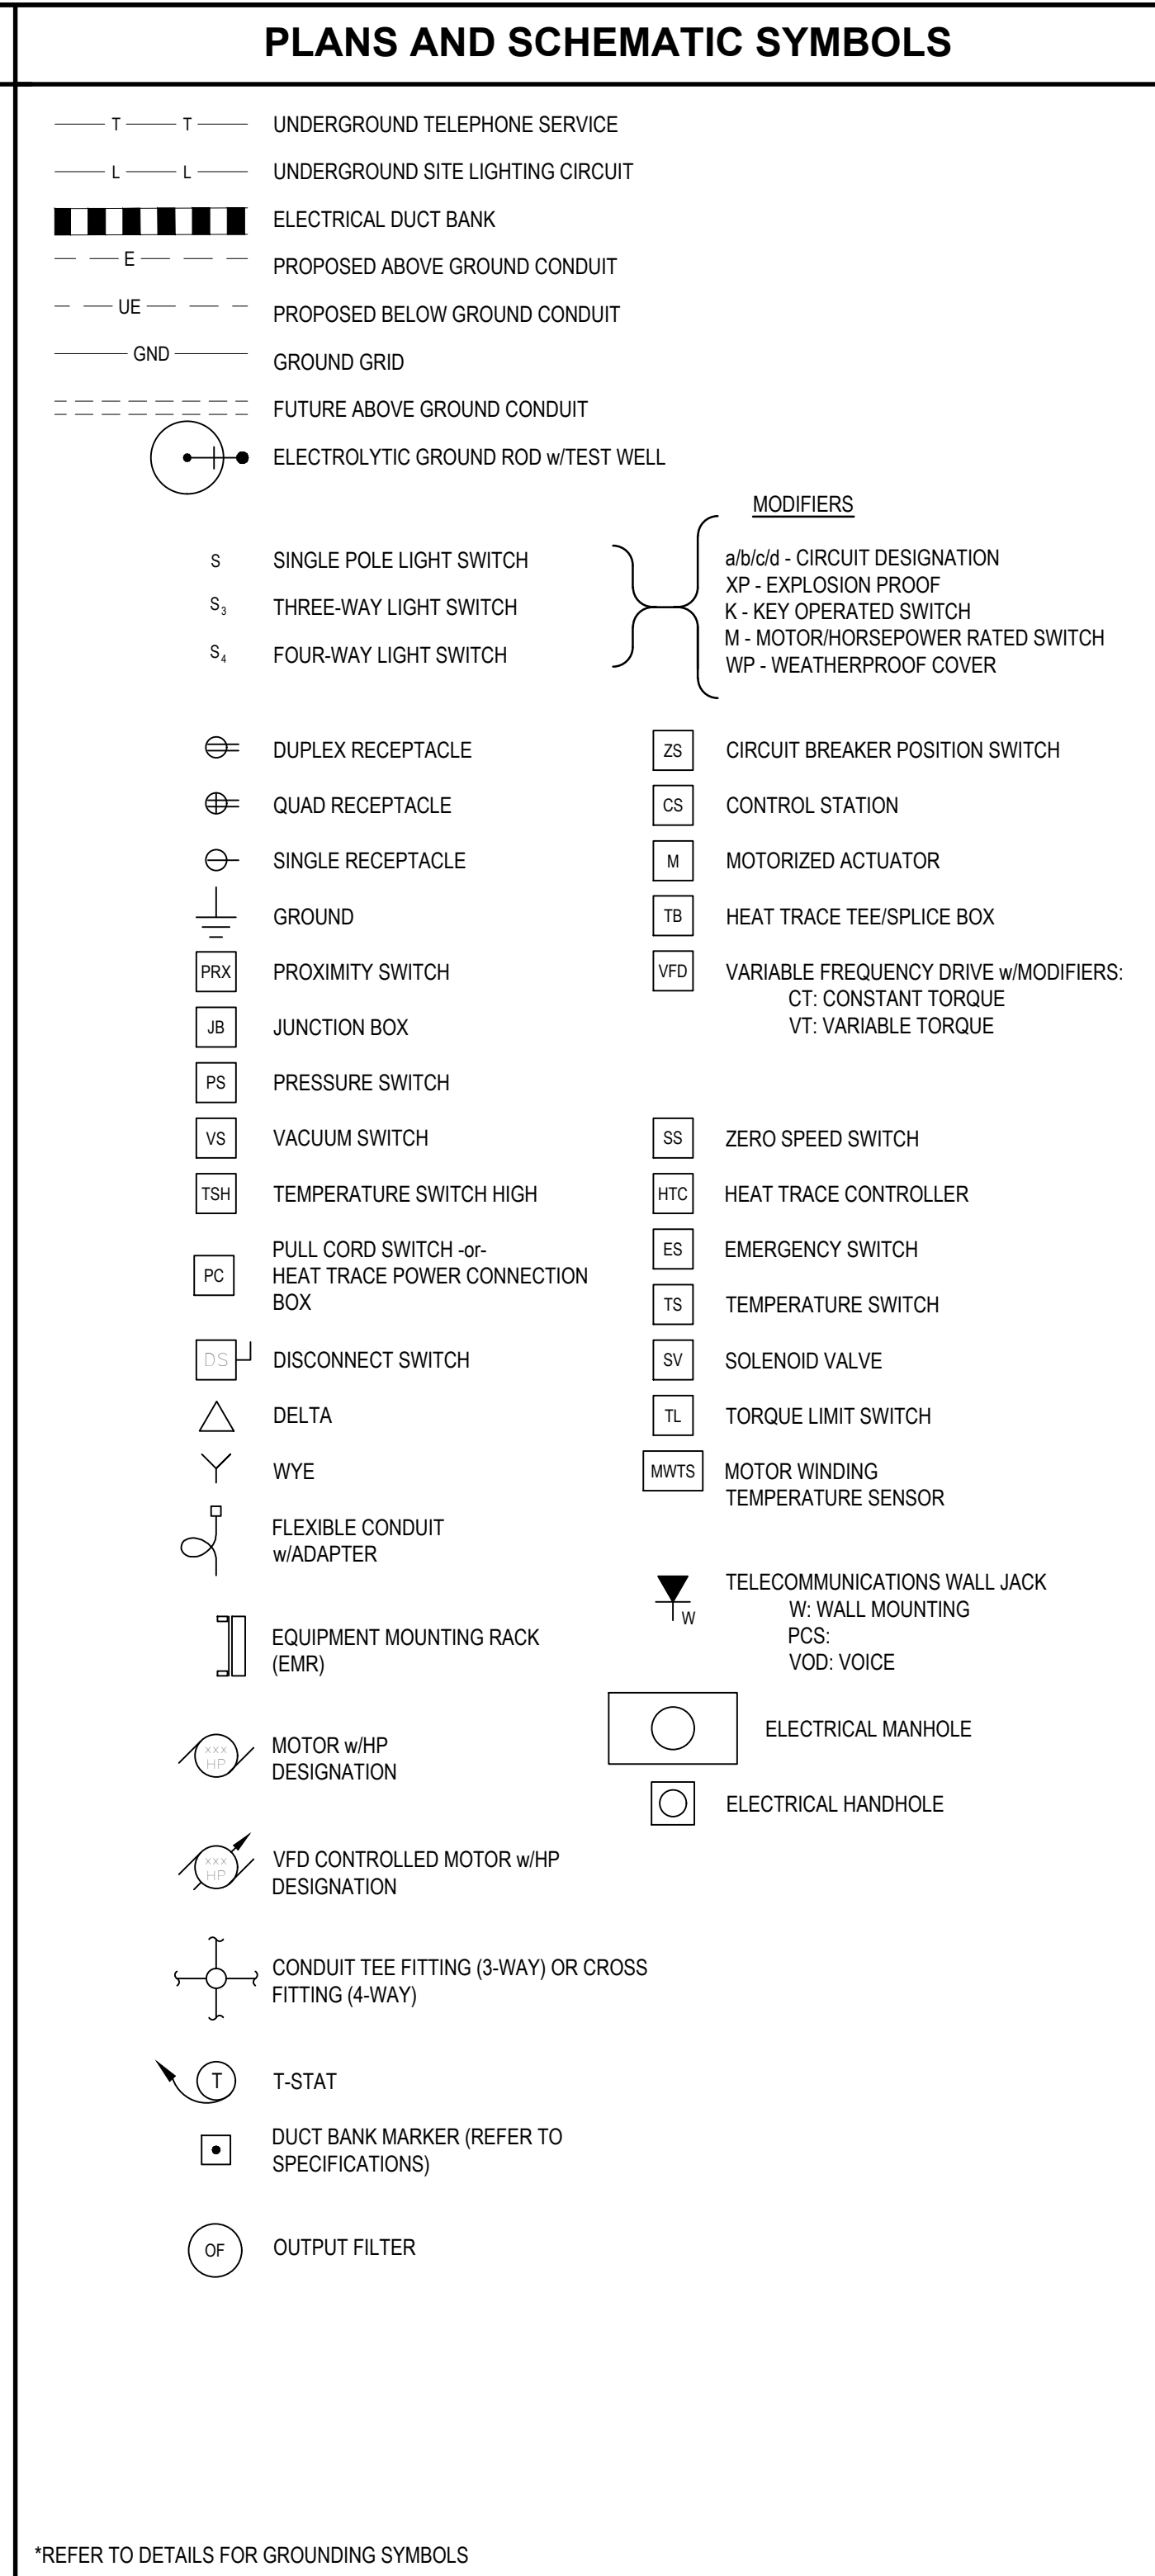 PLANS AND SCHEMATIC SYMBOLS
T T UNDERGROUND TELEPHONE SERVICE
L L UNDERGROUND SITE LIGHTING CIRCUIT
ELECTRICAL DUCT BANK
E PROPOSED ABOVE GROUND CONDUIT
UE PROPOSED BELOW GROUND CONDUIT
GND GROUND GRID
FUTURE ABOVE GROUND CONDUIT
ELECTROLYTIC GROUND ROD w/TEST WELL
S SINGLE POLE LIGHT SWITCH
S3 THREE-WAY LIGHT SWITCH
S4 FOUR-WAY LIGHT SWITCH
MODIFIERS
a/b/c/d - CIRCUIT DESIGNATION
XP - EXPLOSION PROOF
K - KEY OPERATED SWITCH
M - MOTOR/HORSEPOWER RATED SWITCH
WP - WEATHERPROOF COVER
DUPLEX RECEPTACLE
QUAD RECEPTACLE
SINGLE RECEPTACLE
GROUND
PRX PROXIMITY SWITCH
JB JUNCTION BOX
PS PRESSURE SWITCH
VS VACUUM SWITCH
TSH TEMPERATURE SWITCH HIGH
PC PULL CORD SWITCH -or-
HEAT TRACE POWER CONNECTION
BOX
DS DISCONNECT SWITCH
DELTA
WYE
FLEXIBLE CONDUIT
w/ADAPTER
EQUIPMENT MOUNTING RACK
(EMR)
xxx
HP
MOTOR w/HP
DESIGNATION
xxx
HP
VFD CONTROLLED MOTOR w/HP
DESIGNATION
CONDUIT TEE FITTING (3-WAY) OR CROSS
FITTING (4-WAY)
T T-STAT
DUCT BANK MARKER (REFER TO
SPECIFICATIONS)
OF OUTPUT FILTER
ZS CIRCUIT BREAKER POSITION SWITCH
CS CONTROL STATION
M MOTORIZED ACTUATOR
TB HEAT TRACE TEE/SPLICE BOX
VFD VARIABLE FREQUENCY DRIVE w/MODIFIERS:
CT: CONSTANT TORQUE
VT: VARIABLE TORQUE
SS ZERO SPEED SWITCH
HTC HEAT TRACE CONTROLLER
ES EMERGENCY SWITCH
TS TEMPERATURE SWITCH
SV SOLENOID VALVE
TL TORQUE LIMIT SWITCH
MWTS MOTOR WINDING
TEMPERATURE SENSOR
W TELECOMMUNICATIONS WALL JACK
W: WALL MOUNTING
PCS:
VOD: VOICE
ELECTRICAL MANHOLE
ELECTRICAL HANDHOLE
*REFER TO DETAILS FOR GROUNDING SYMBOLS